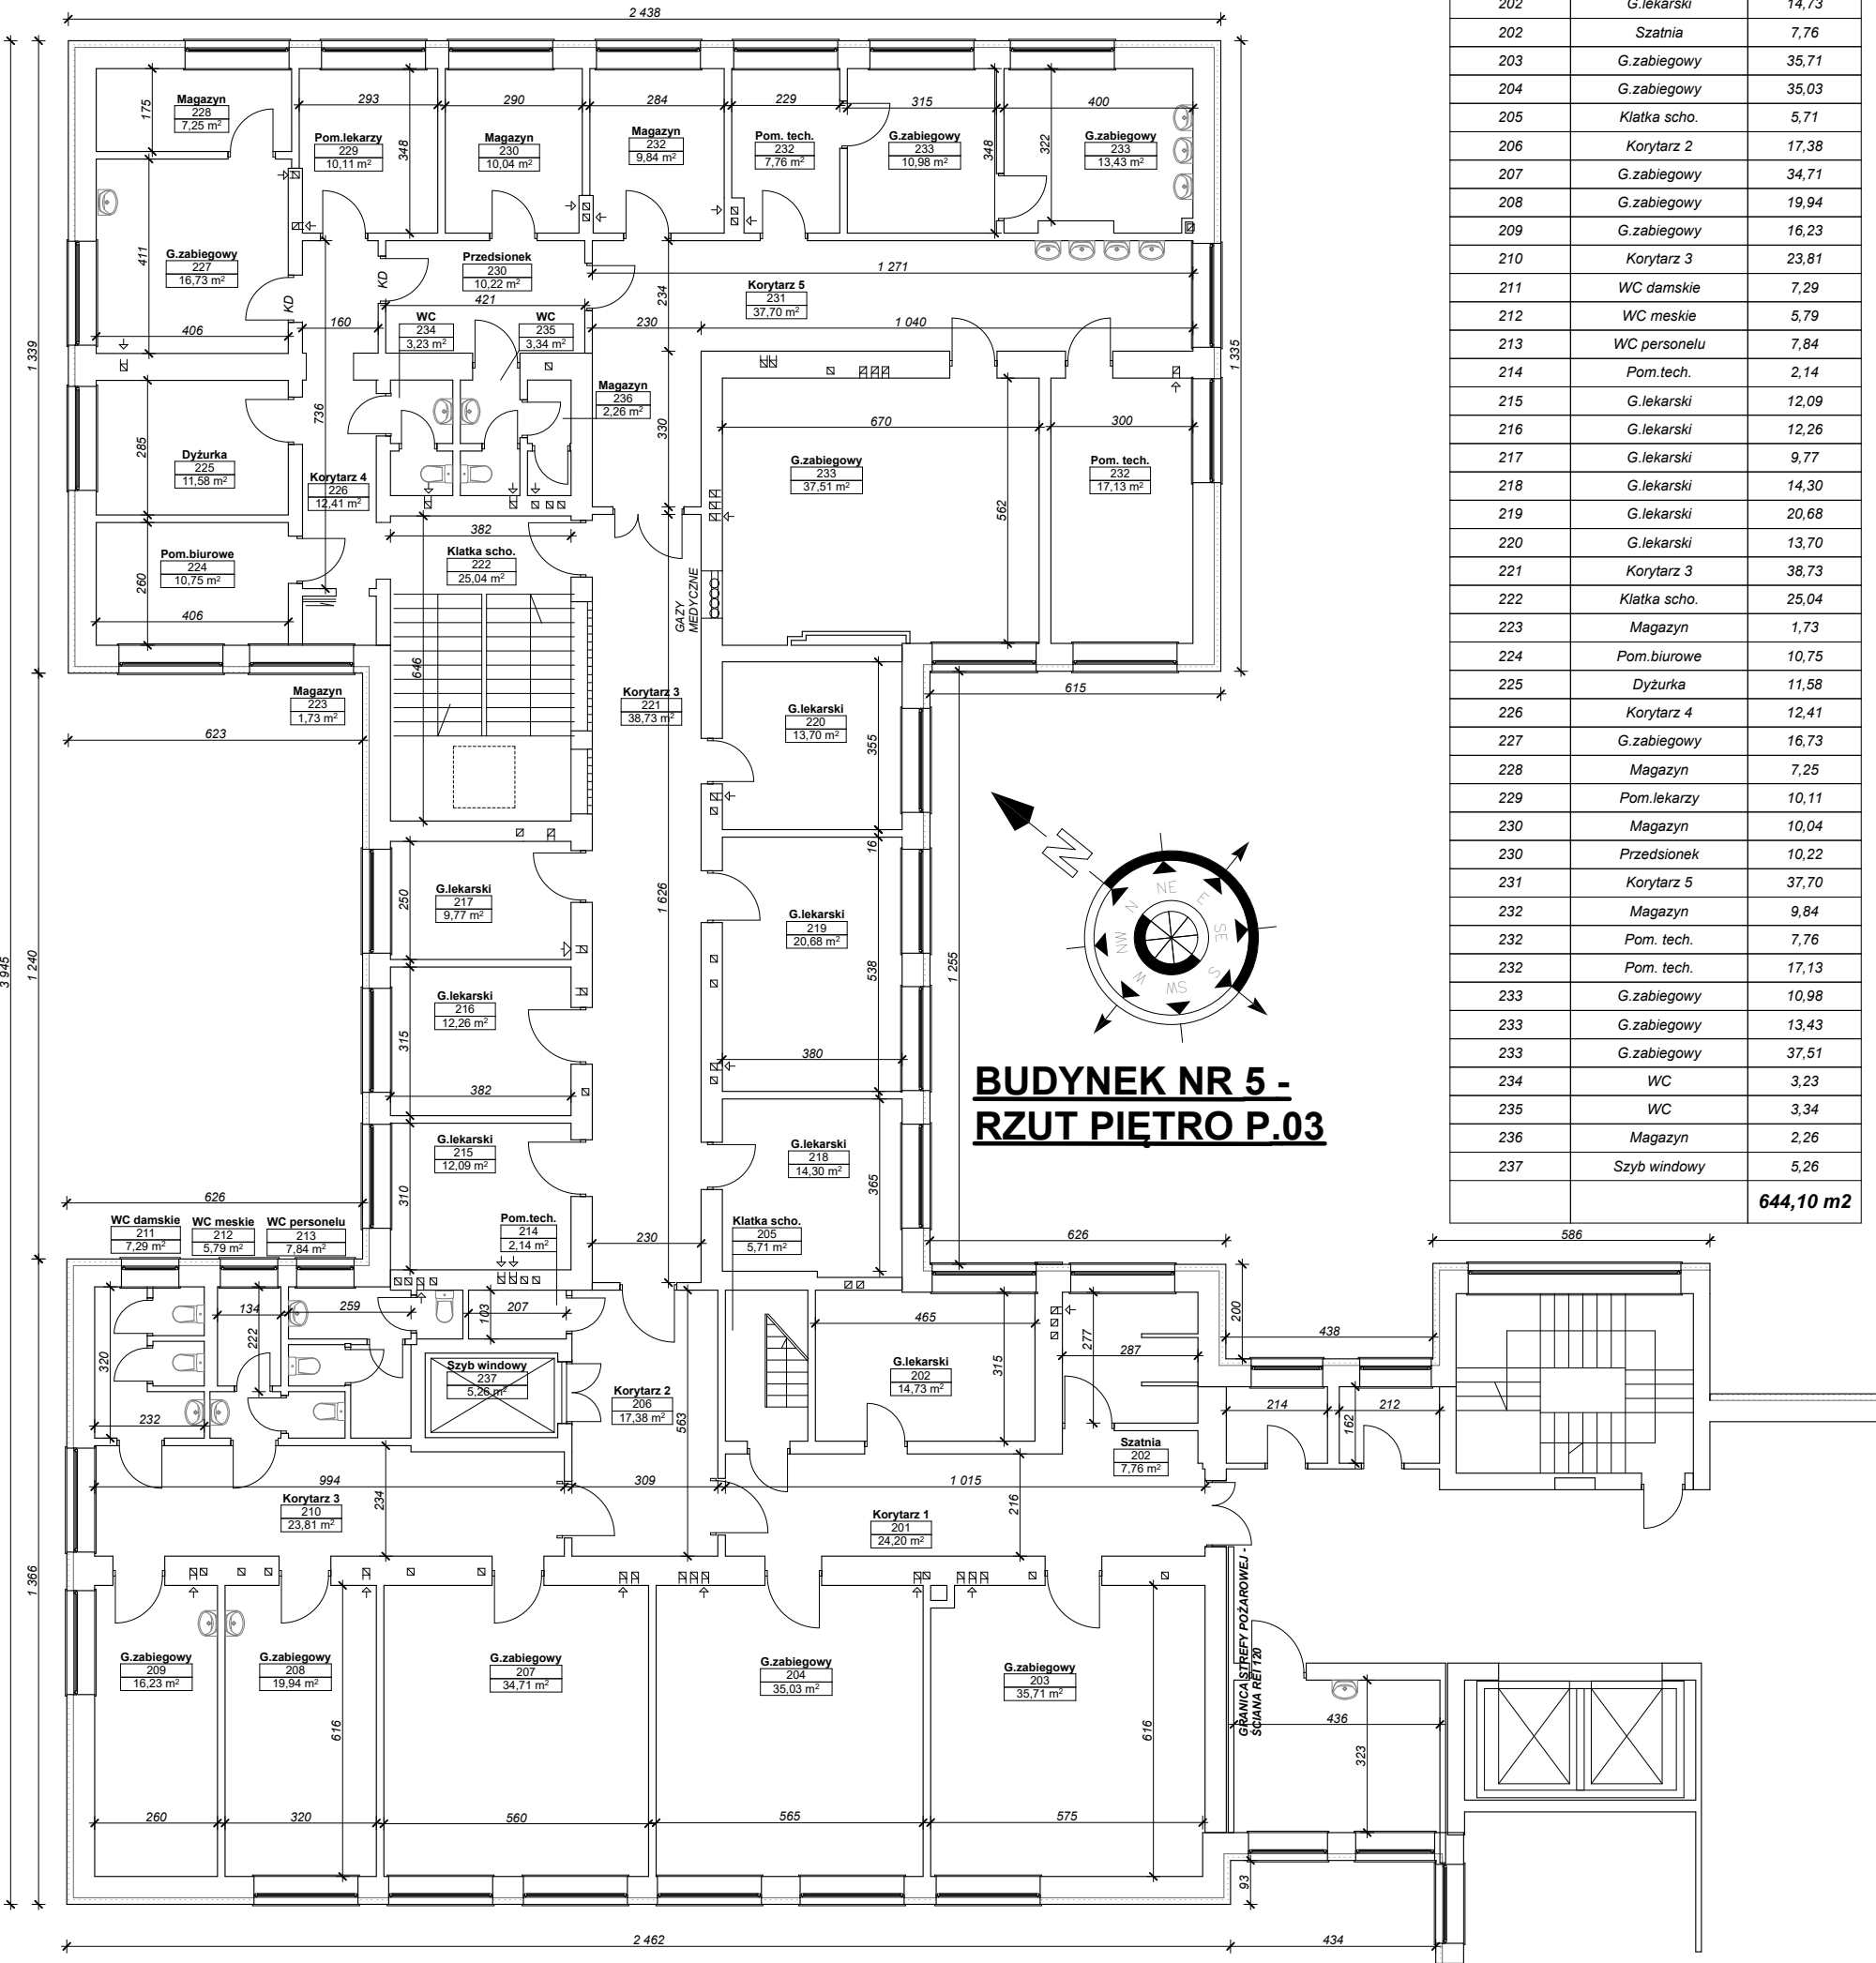 2 438
3 945
1 339
1 240
1 366
175
Magazyn
228
7,25 m²
293
Pom.lekarzy
229
10,11 m²
348
290
Magazyn
230
10,04 m²
284
Magazyn
232
9,84 m²
229
Pom. tech.
232
7,76 m²
315
G.zabiegowy
233
10,98 m²
348
400
322
G.zabiegowy
233
13,43 m²
411
G.zabiegowy
227
16,73 m²
406
KD
KD
160
Przedsionek
230
10,22 m²
421
1 271
234
Korytarz 5
231
37,70 m²
230
1 040
1 335
WC
234
3,23 m²
WC
235
3,34 m²
Magazyn
236
2,26 m²
736
330
670
300
285
Dyżurka
225
11,58 m²
Korytarz 4
226
12,41 m²
G.zabiegowy
233
37,51 m²
Pom. tech.
232
17,13 m²
562
382
Klatka scho.
222
25,04 m²
Pom.biurowe
224
10,75 m²
260
406
GAZY
MEDYCZNE
646
Magazyn
223
1,73 m²
623
Korytarz 3
221
38,73 m²
615
G.lekarski
220
13,70 m²
355
16
250
G.lekarski
217
9,77 m²
1 626
G.lekarski
219
20,68 m²
538
1 255
315
G.lekarski
216
12,26 m²
382
380
G.lekarski
215
12,09 m²
310
G.lekarski
218
14,30 m²
365
N
NE
E
SE
S
SW
W
NW
N
BUDYNEK NR 5 -
RZUT PIĘTRO P.03
626
WC damskie
211
7,29 m²
WC meskie
212
5,79 m²
WC personelu
213
7,84 m²
Pom.tech.
214
2,14 m²
230
Klatka scho.
205
5,71 m²
626
586
134
259
103
207
222
320
232
465
315
277
287
200
438
Szyb windowy
237
5,26 m²
Korytarz 2
206
17,38 m²
563
G.lekarski
202
14,73 m²
214
162
212
Szatnia
202
7,76 m²
994
309
1 015
234
Korytarz 3
210
23,81 m²
216
Korytarz 1
201
24,20 m²
GRANICA STREFY POŻAROWEJ -
ŚCIANA REI 120
G.zabiegowy
209
16,23 m²
G.zabiegowy
208
19,94 m²
G.zabiegowy
207
34,71 m²
G.zabiegowy
204
35,03 m²
G.zabiegowy
203
35,71 m²
616
616
436
323
260
320
560
565
575
93
2 462
434
202 G.lekarski 14,73
202 Szatnia 7,76
203 G.zabiegowy 35,71
204 G.zabiegowy 35,03
205 Klatka scho. 5,71
206 Korytarz 2 17,38
207 G.zabiegowy 34,71
208 G.zabiegowy 19,94
209 G.zabiegowy 16,23
210 Korytarz 3 23,81
211 WC damskie 7,29
212 WC meskie 5,79
213 WC personelu 7,84
214 Pom.tech. 2,14
215 G.lekarski 12,09
216 G.lekarski 12,26
217 G.lekarski 9,77
218 G.lekarski 14,30
219 G.lekarski 20,68
220 G.lekarski 13,70
221 Korytarz 3 38,73
222 Klatka scho. 25,04
223 Magazyn 1,73
224 Pom.biurowe 10,75
225 Dyżurka 11,58
226 Korytarz 4 12,41
227 G.zabiegowy 16,73
228 Magazyn 7,25
229 Pom.lekarzy 10,11
230 Magazyn 10,04
230 Przedsionek 10,22
231 Korytarz 5 37,70
232 Magazyn 9,84
232 Pom. tech. 7,76
232 Pom. tech. 17,13
233 G.zabiegowy 10,98
233 G.zabiegowy 13,43
233 G.zabiegowy 37,51
234 WC 3,23
235 WC 3,34
236 Magazyn 2,26
237 Szyb windowy 5,26
644,10 m2